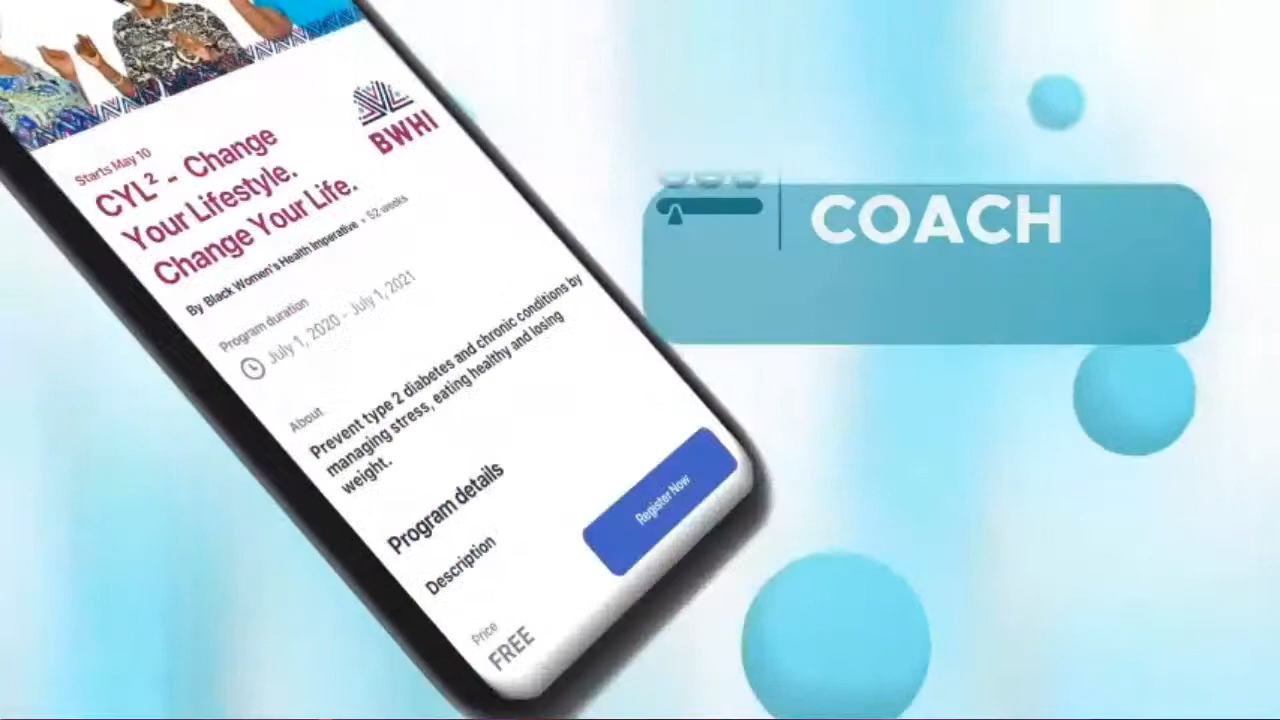 BWHI
Starts May 10
CYL² - Change
Your Lifestyle.
Change Your Life.
By Black Women's Health Imperative • 52 weeks
Program duration
July 1, 2020 - July 1, 2021
About
Prevent type 2 diabetes and chronic conditions by
managing stress, eating healthy and losing
weight.
Program details
Description
Register Now
Price
FREE
COACH